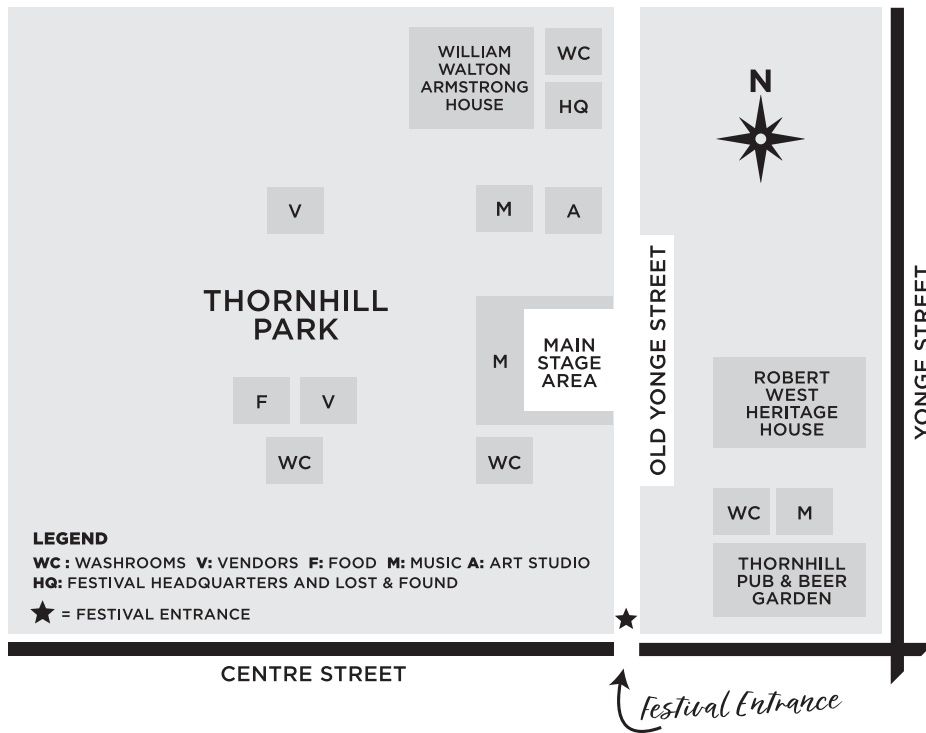 WILLIAM
WALTON
ARMSTRONG
HOUSE
WC
HQ
N
V
M
A
THORNHILL
PARK
M
MAIN
STAGE
AREA
OLD YONGE STREET
YONGE STREET
F
V
ROBERT
WEST
HERITAGE
HOUSE
WC
WC
WC
M
THORNHILL
PUB & BEER
GARDEN
LEGEND
WC : WASHROOMS V: VENDORS F: FOOD M: MUSIC A: ART STUDIO
HQ: FESTIVAL HEADQUARTERS AND LOST & FOUND
= FESTIVAL ENTRANCE
CENTRE STREET
Festival Entrance